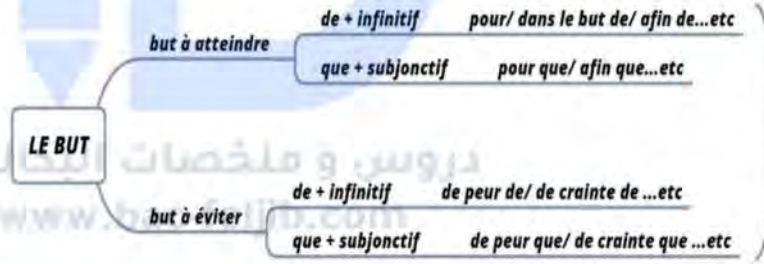 de + infinitif pour/ dans le but de/ afin de...etc
but à atteindre
que + subjonctif pour que/ afin que...etc
LE BUT
دروس و ملخصات
de + infinitif de peur de/ de crainte de ...etc
but à éviter
que + subjonctif de peur que/ de crainte que ...etc